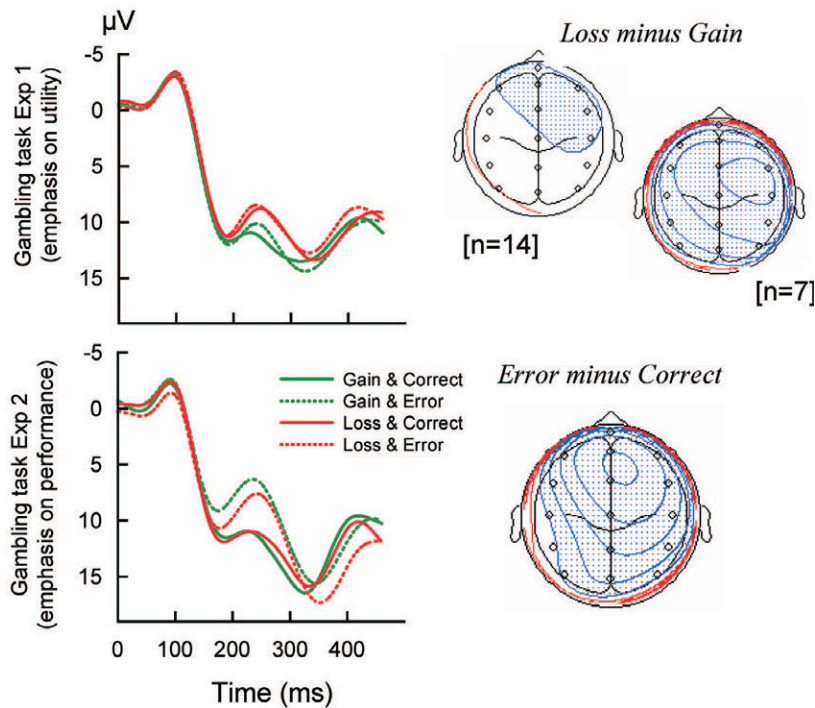 µV
Loss minus Gain
-5
0
5
10
15
Gambling task Exp 1
(emphasis on utility)
[n=14]
[n=7]
-5
0
5
10
15
Gambling task Exp 2
(emphasis on performance)
Gain & Correct
Gain & Error
Loss & Correct
Loss & Error
Error minus Correct
0 100 200 300 400
Time (ms)